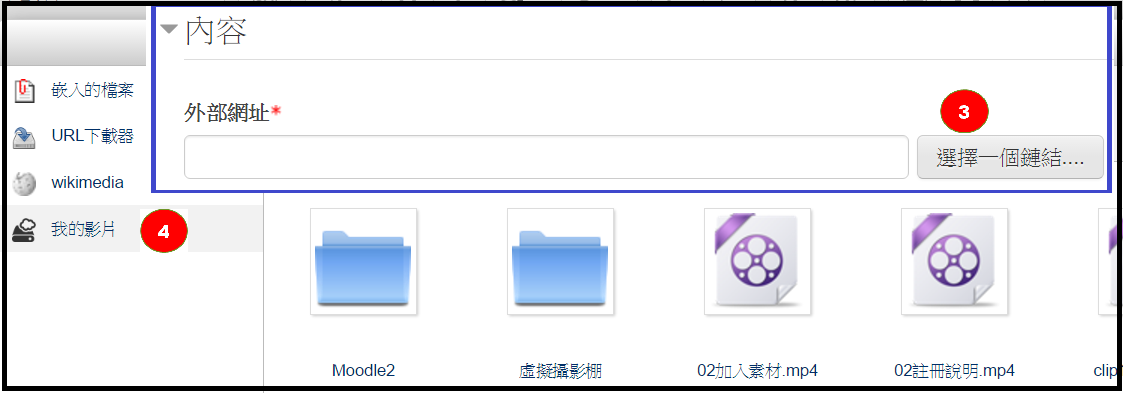 內容
外部網址*
3
選擇一個鏈結....
嵌入的檔案
URL下載器
wikimedia
我的影片
4
Moodle2
虛擬攝影棚
02加入素材.mp4
02註冊說明.mp4
clip